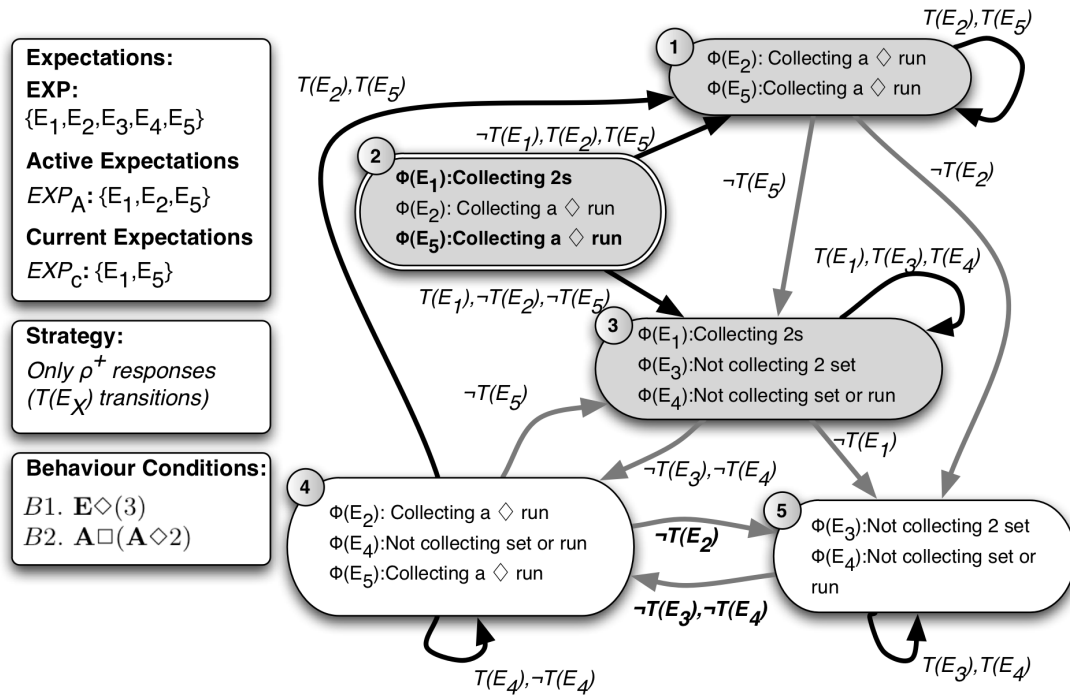 Expectations:
EXP:
{E₁,E₂,E₃,E₄,E₅}
Active Expectations
EXP_A: {E₁,E₂,E₅}
Current Expectations
EXP_c: {E₁,E₅}
Strategy:
Only ρ⁺ responses
(T(E_X) transitions)
Behaviour Conditions:
B1. E◇(3)
B2. A□(A◇2)
T(E₂),T(E₅)
1
Φ(E₂): Collecting a ◇ run
Φ(E₅):Collecting a ◇ run
T(E₂),T(E₅)
¬T(E₁),T(E₂),T(E₅)
2
Φ(E₁):Collecting 2s
Φ(E₂): Collecting a ◇ run
Φ(E₅):Collecting a ◇ run
¬T(E₅)
¬T(E₂)
T(E₁),¬T(E₂),¬T(E₅)
T(E₁),T(E₃),T(E₄)
3
Φ(E₁):Collecting 2s
Φ(E₃):Not collecting 2 set
Φ(E₄):Not collecting set or run
¬T(E₅)
¬T(E₃),¬T(E₄)
¬T(E₁)
4
Φ(E₂): Collecting a ◇ run
Φ(E₄):Not collecting set or run
Φ(E₅):Collecting a ◇ run
¬T(E₂)
¬T(E₃),¬T(E₄)
5
Φ(E₃):Not collecting 2 set
Φ(E₄):Not collecting set or
run
T(E₄),¬T(E₄)
T(E₃),T(E₄)